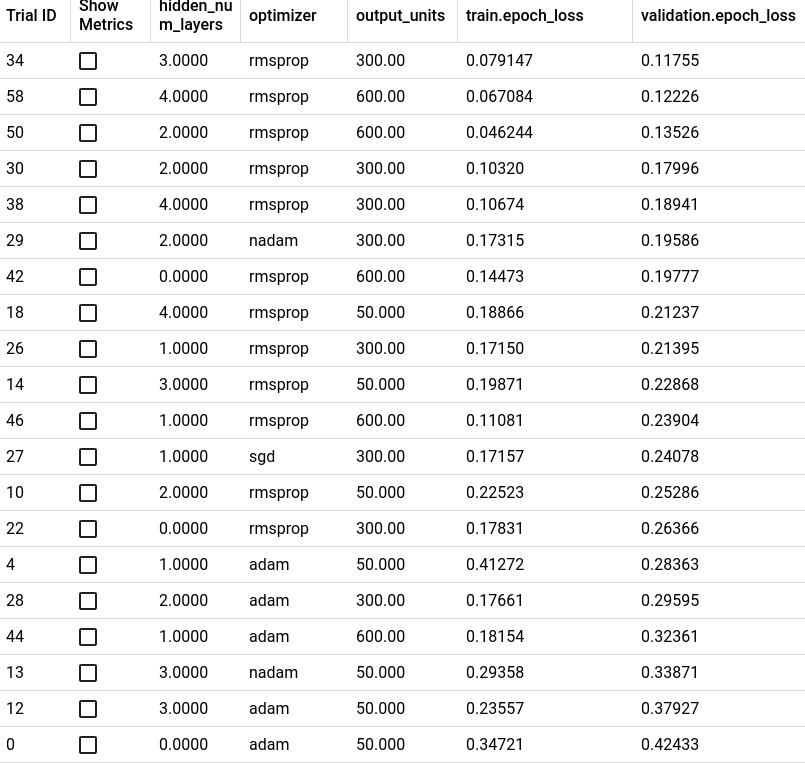 Trial ID Show Metrics hidden_num_layers optimizer output_units train.epoch_loss validation.epoch_loss
34 3.0000 rmsprop 300.00 0.079147 0.11755
58 4.0000 rmsprop 600.00 0.067084 0.12226
50 2.0000 rmsprop 600.00 0.046244 0.13526
30 2.0000 rmsprop 300.00 0.10320 0.17996
38 4.0000 rmsprop 300.00 0.10674 0.18941
29 2.0000 nadam 300.00 0.17315 0.19586
42 0.0000 rmsprop 600.00 0.14473 0.19777
18 4.0000 rmsprop 50.000 0.18866 0.21237
26 1.0000 rmsprop 300.00 0.17150 0.21395
14 3.0000 rmsprop 50.000 0.19871 0.22868
46 1.0000 rmsprop 600.00 0.11081 0.23904
27 1.0000 sgd 300.00 0.17157 0.24078
10 2.0000 rmsprop 50.000 0.22523 0.25286
22 0.0000 rmsprop 300.00 0.17831 0.26366
4 1.0000 adam 50.000 0.41272 0.28363
28 2.0000 adam 300.00 0.17661 0.29595
44 1.0000 adam 600.00 0.18154 0.32361
13 3.0000 nadam 50.000 0.29358 0.33871
12 3.0000 adam 50.000 0.23557 0.37927
0 0.0000 adam 50.000 0.34721 0.42433